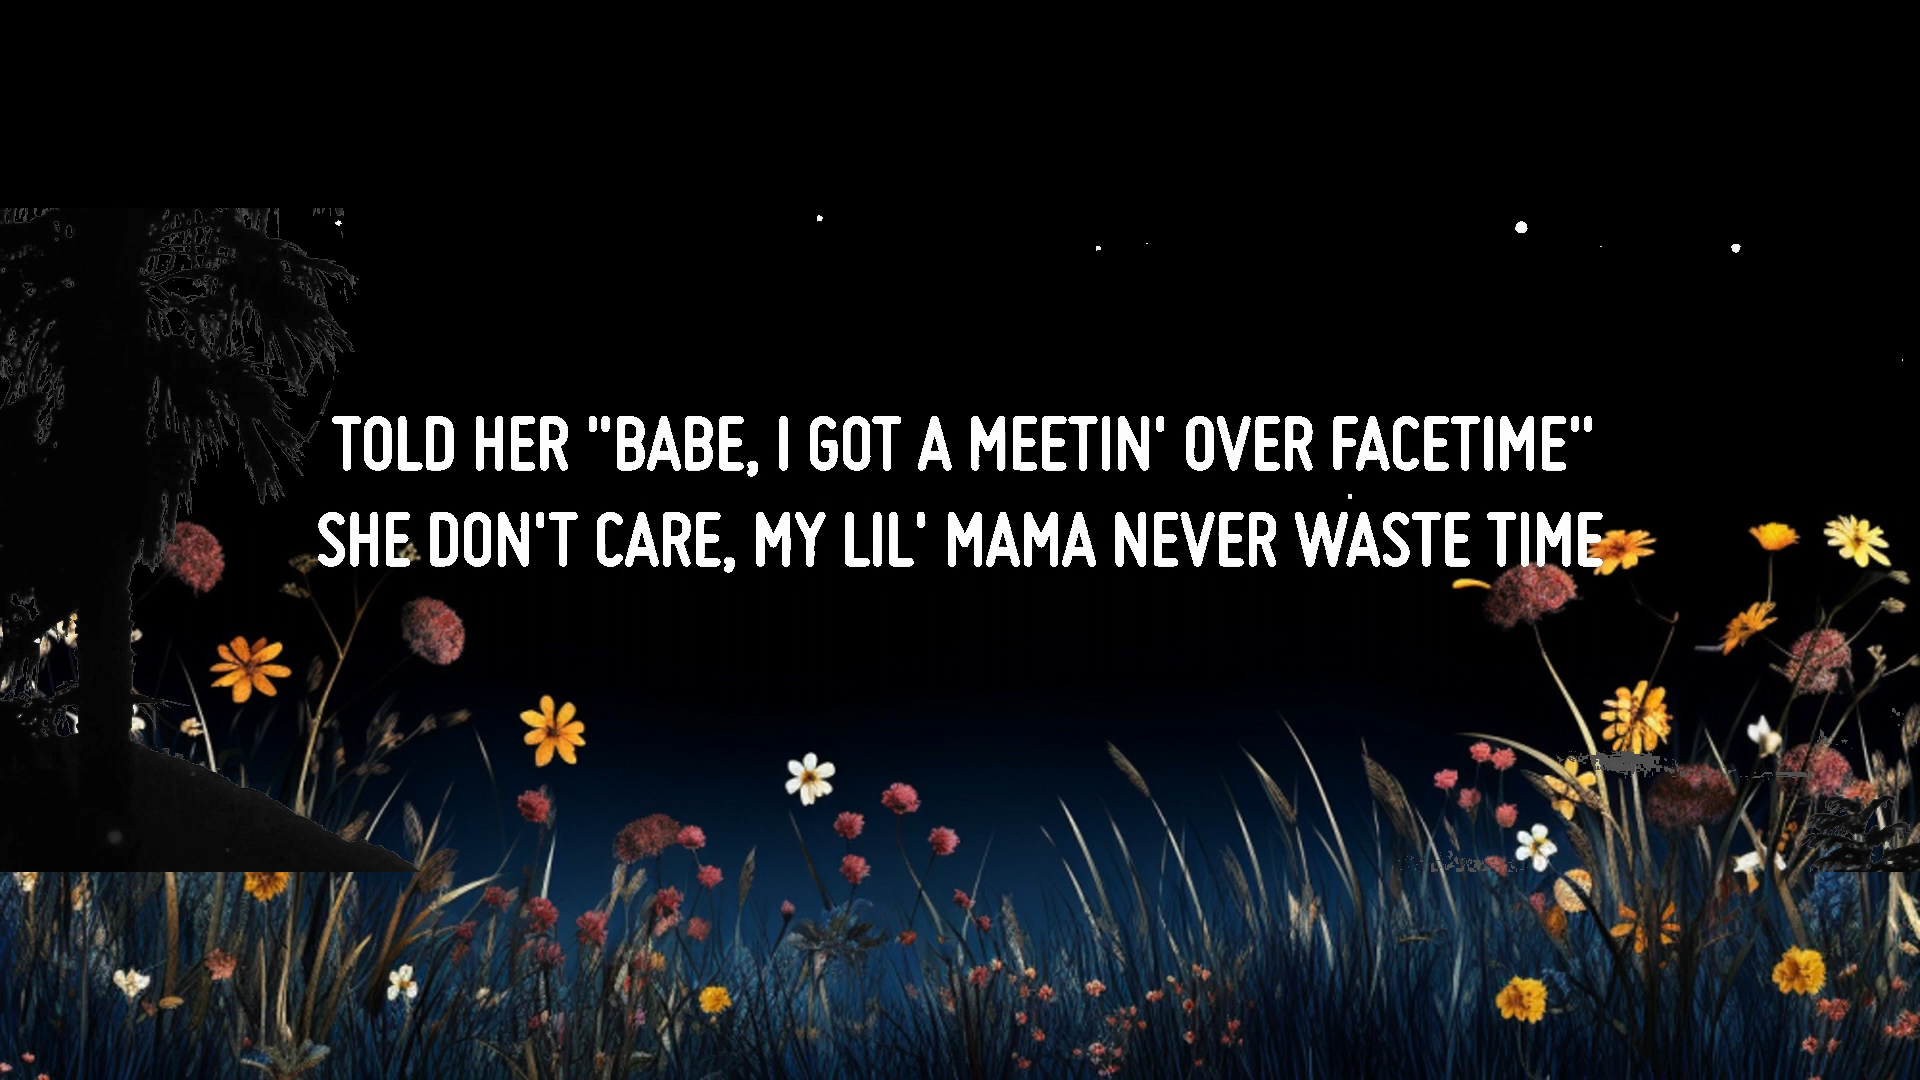 TOLD HER "BABE, I GOT A MEETIN' OVER FACETIME"
SHE DON'T CARE, MY LIL' MAMA NEVER WASTE TIME